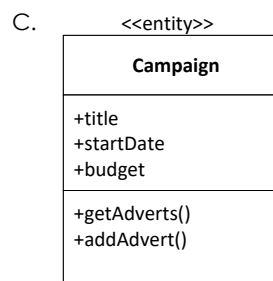 C. <<entity>>
Campaign
+title
+startDate
+budget
+getAdverts()
+addAdvert()